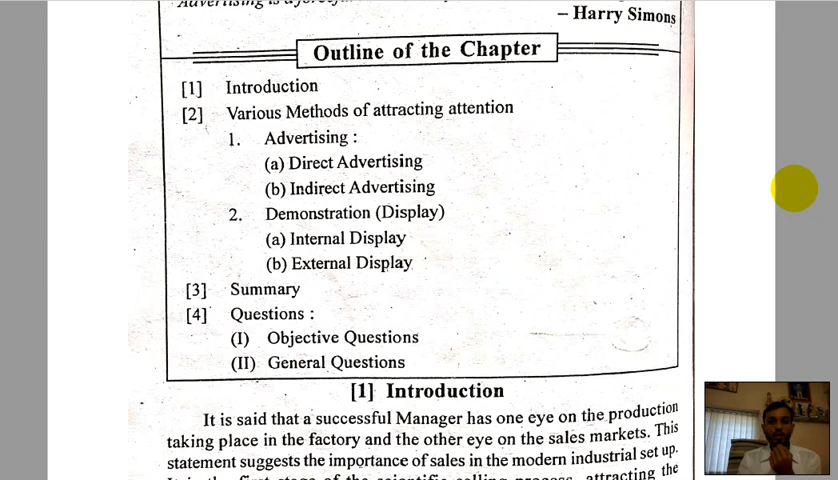 – Harry Simons
Outline of the Chapter
[1] Introduction
[2] Various Methods of attracting attention
1. Advertising :
(a) Direct Advertising
(b) Indirect Advertising
2. Demonstration (Display)
(a) Internal Display
(b) External Display
[3] Summary
[4] Questions :
(I) Objective Questions
(II) General Questions
[1] Introduction
It is said that a successful Manager has one eye on the production
taking place in the factory and the other eye on the sales markets. This
statement suggests the importance of sales in the modern industrial set up.
attracting the